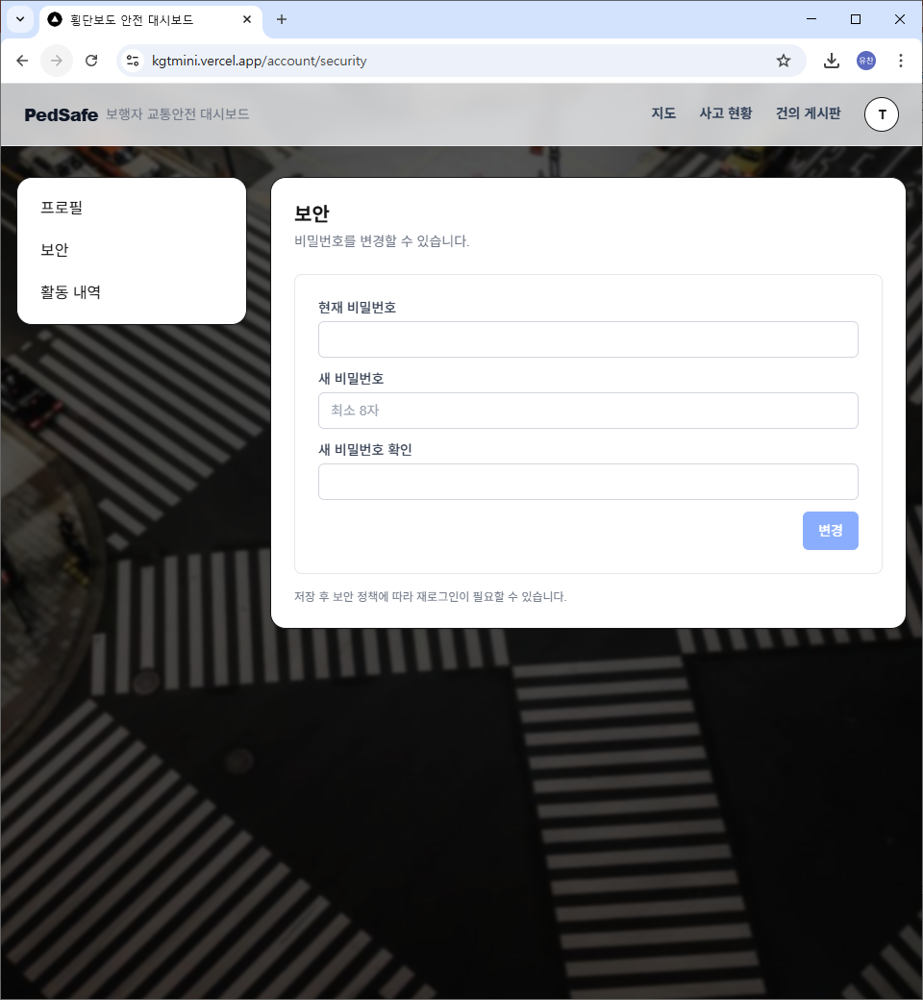 횡단보도 안전 대시보드
kgtmini.vercel.app/account/security
유찬
PedSafe 보행자 교통안전 대시보드
지도 사고 현황 건의 게시판 T
프로필
보안
활동 내역
보안
비밀번호를 변경할 수 있습니다.
현재 비밀번호
새 비밀번호
최소 8자
새 비밀번호 확인
변경
저장 후 보안 정책에 따라 재로그인이 필요할 수 있습니다.